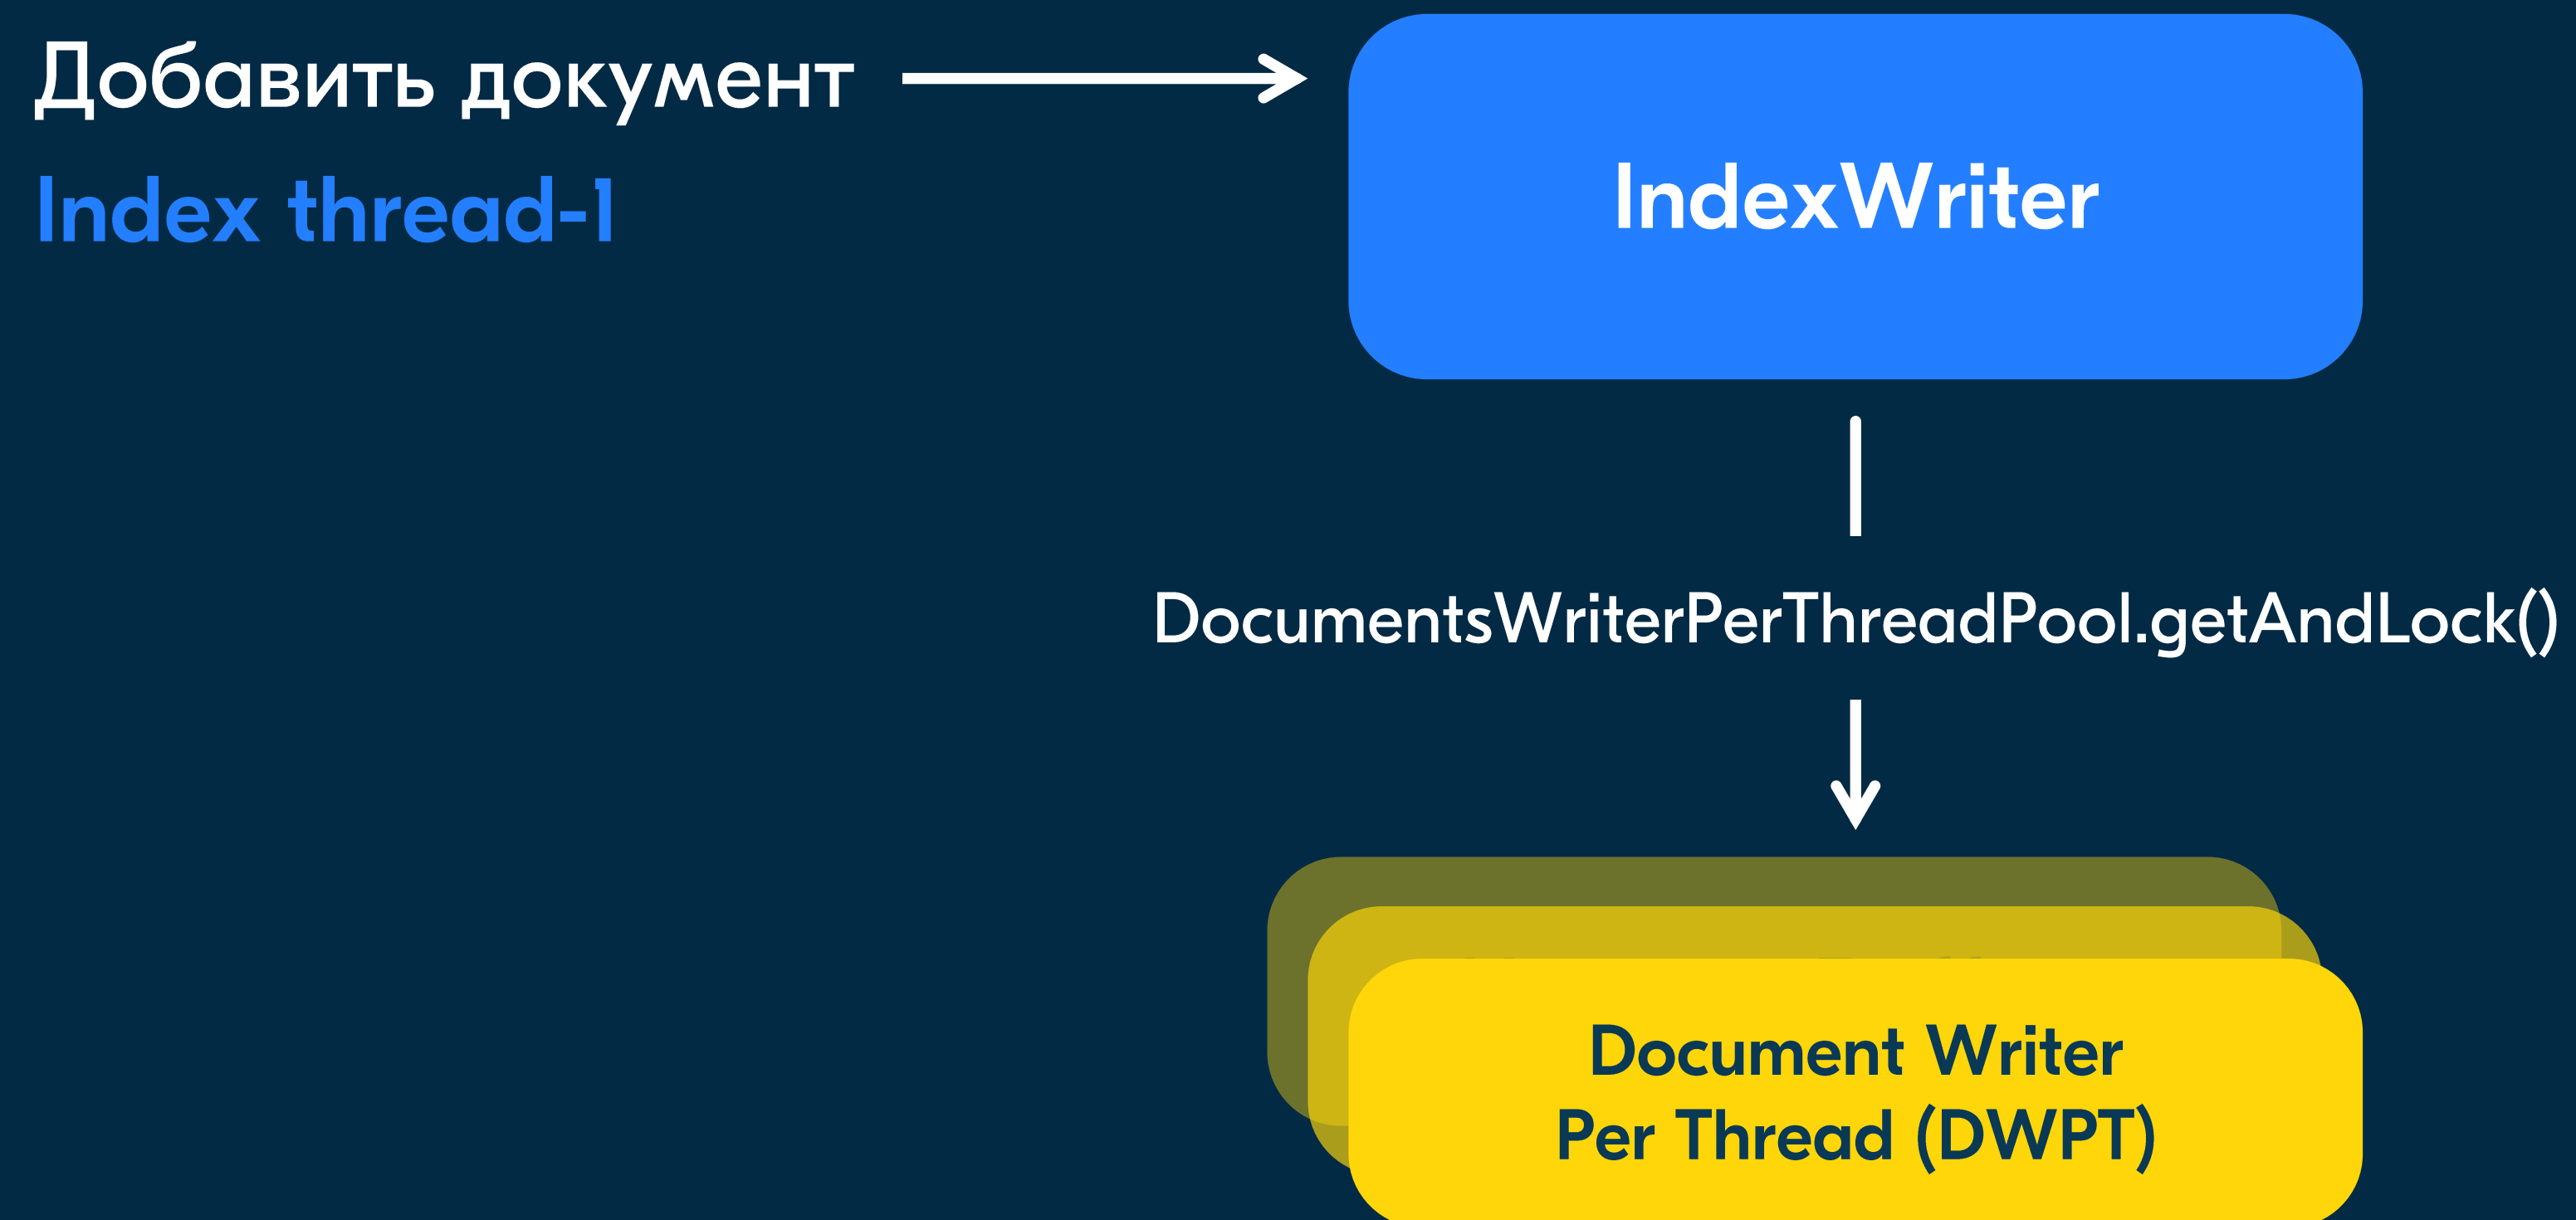 Добавить документ
Index thread-1
IndexWriter
DocumentsWriterPerThreadPool.getAndLock()
Document Writer
Per Thread (DWPT)